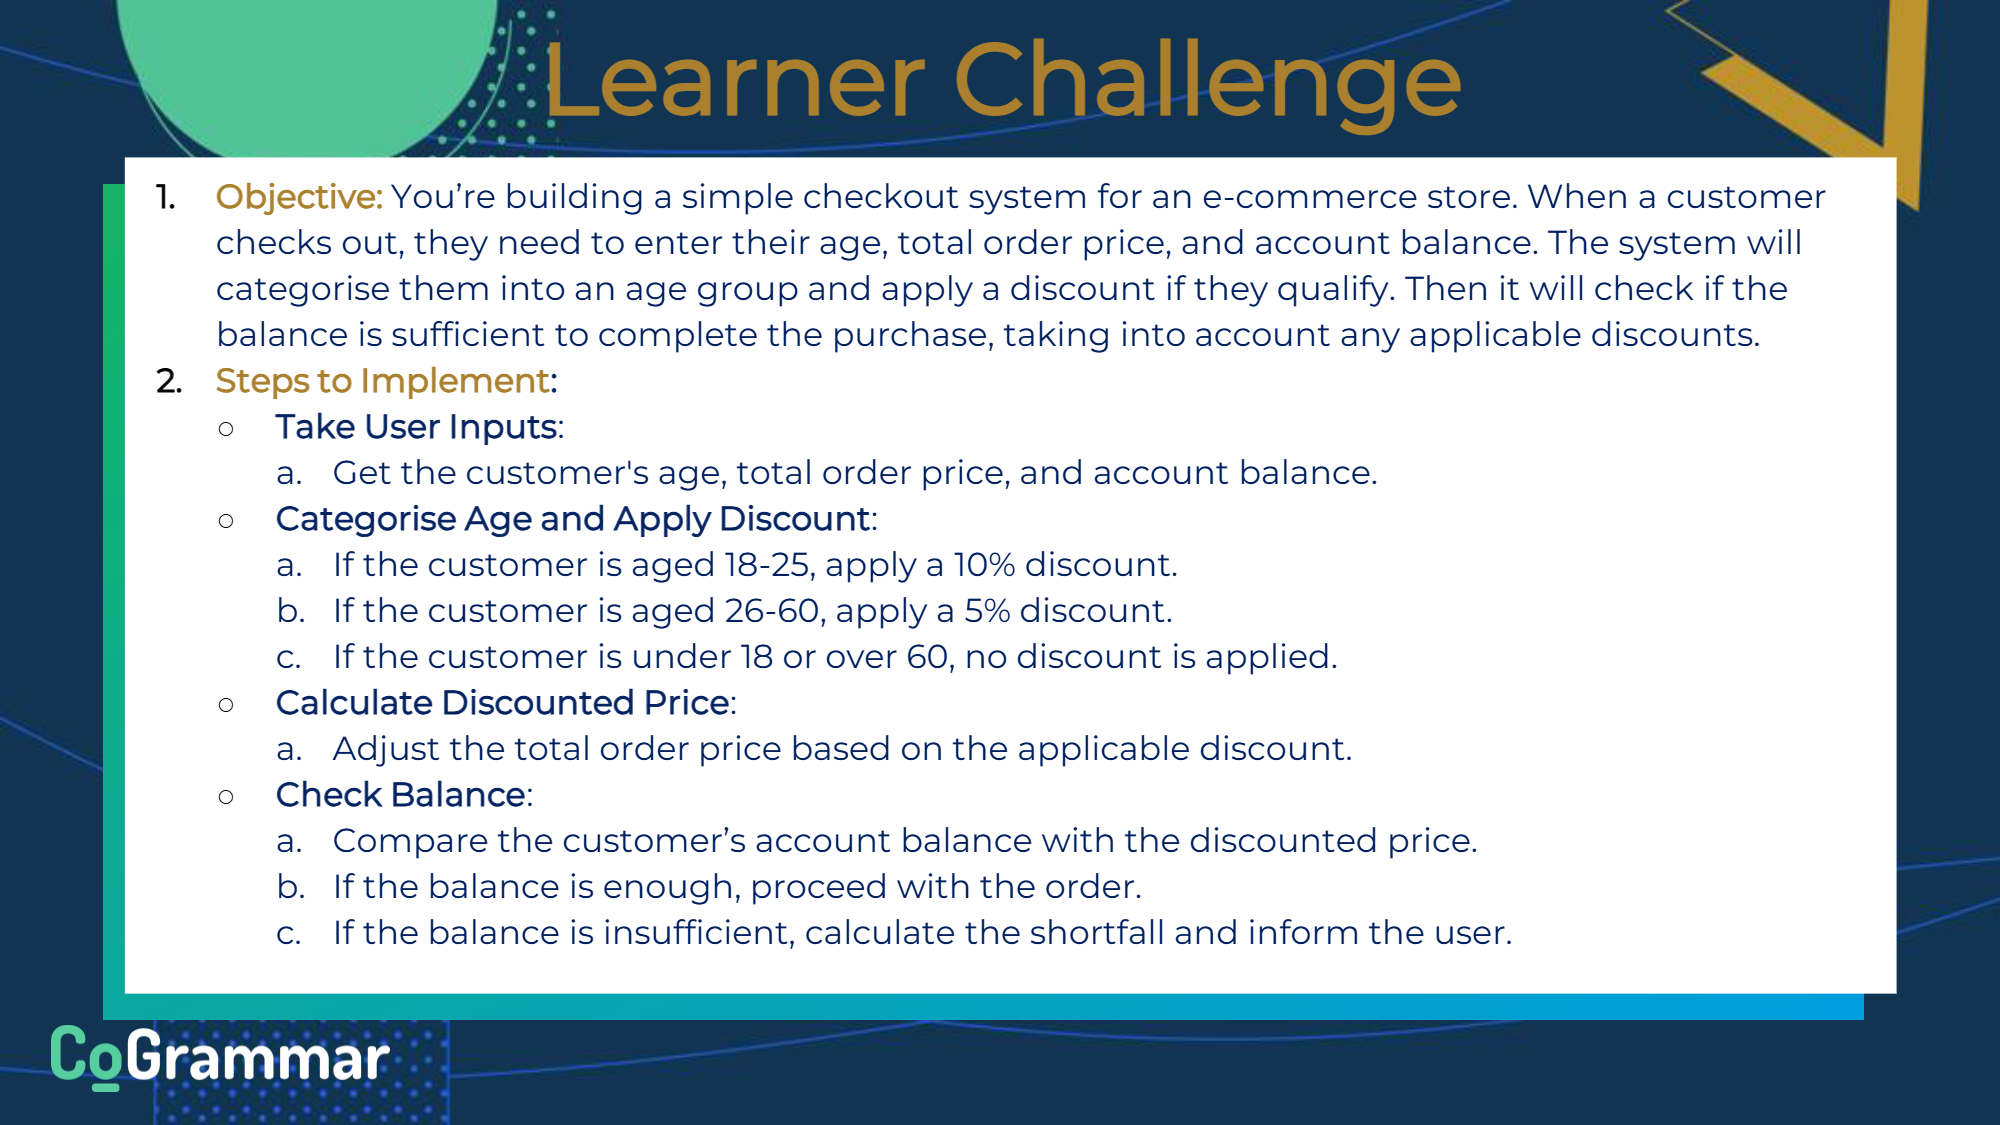 Learner Challenge
1. Objective: You’re building a simple checkout system for an e-commerce store. When a customer
checks out, they need to enter their age, total order price, and account balance. The system will
categorise them into an age group and apply a discount if they qualify. Then it will check if the
balance is sufficient to complete the purchase, taking into account any applicable discounts.
2. Steps to Implement:
○ Take User Inputs:
a. Get the customer's age, total order price, and account balance.
○ Categorise Age and Apply Discount:
a. If the customer is aged 18-25, apply a 10% discount.
b. If the customer is aged 26-60, apply a 5% discount.
c. If the customer is under 18 or over 60, no discount is applied.
○ Calculate Discounted Price:
a. Adjust the total order price based on the applicable discount.
○ Check Balance:
a. Compare the customer’s account balance with the discounted price.
b. If the balance is enough, proceed with the order.
c. If the balance is insufficient, calculate the shortfall and inform the user.
CoGrammar